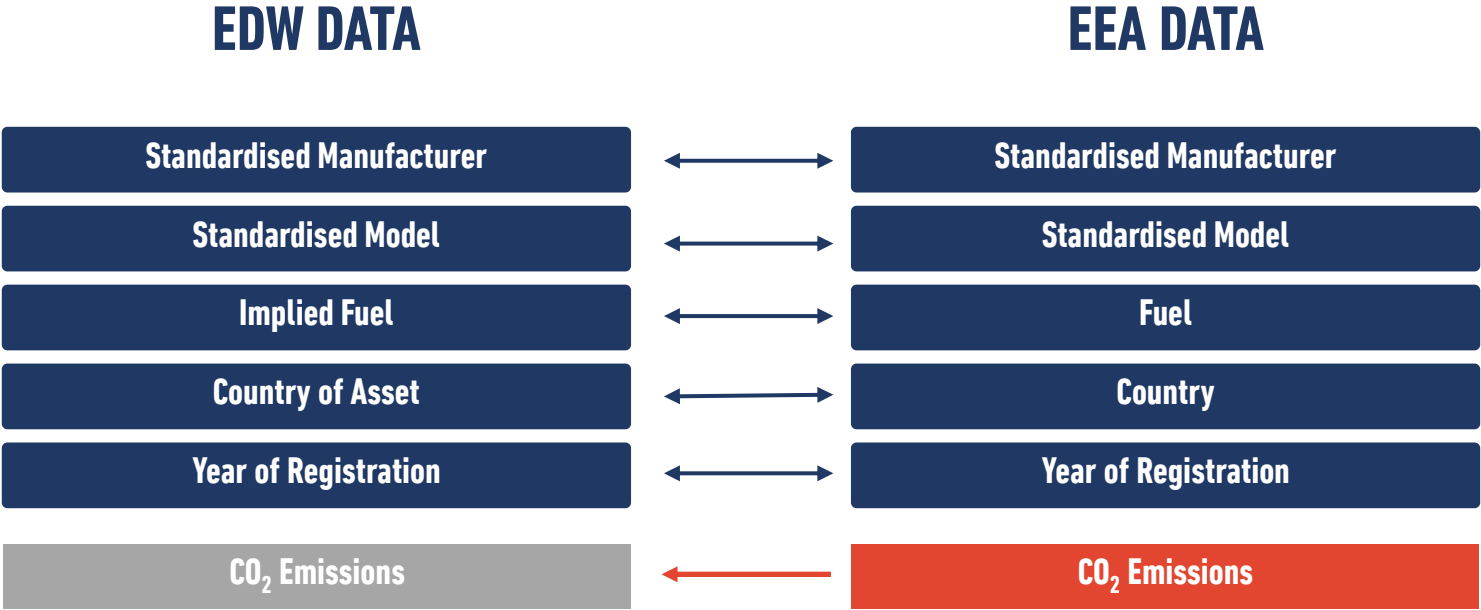 EDW DATA
EEA DATA
Standardised Manufacturer
Standardised Manufacturer
Standardised Model
Standardised Model
Implied Fuel
Fuel
Country of Asset
Country
Year of Registration
Year of Registration
CO₂ Emissions
CO₂ Emissions